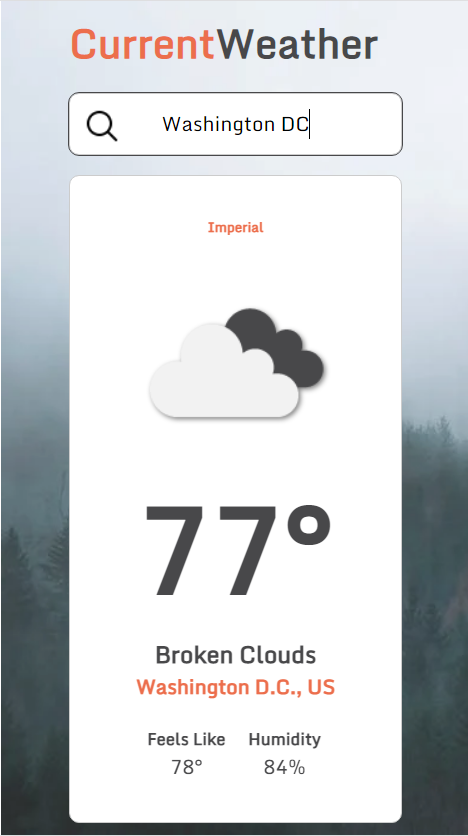 CurrentWeather
Washington DC
Imperial
77°
Broken Clouds
Washington D.C., US
Feels Like Humidity
78° 84%